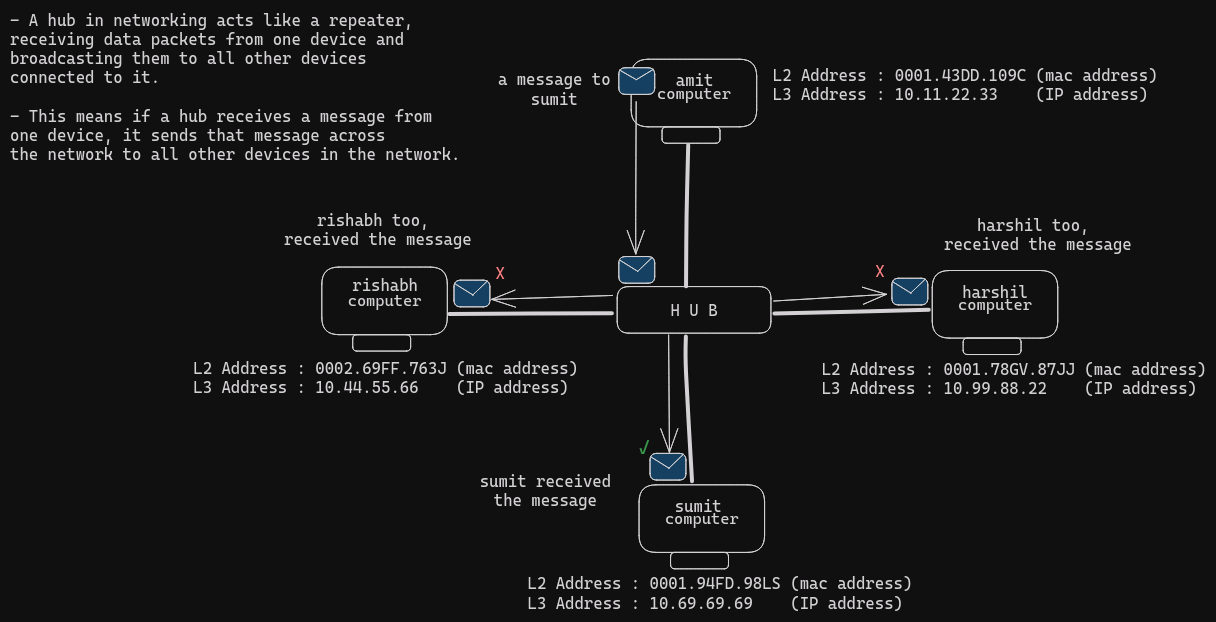 – A hub in networking acts like a repeater,
receiving data packets from one device and
broadcasting them to all other devices
connected to it.
– This means if a hub receives a message from
one device, it sends that message across
the network to all other devices in the network.
a message to
sumit
amit
computer
L2 Address : 0001.43DD.109C (mac address)
L3 Address : 10.11.22.33 (IP address)
rishabh too,
received the message
harshil too,
received the message
X
X
rishabh
computer
H U B
harshil
computer
L2 Address : 0002.69FF.763J (mac address)
L3 Address : 10.44.55.66 (IP address)
L2 Address : 0001.78GV.87JJ (mac address)
L3 Address : 10.99.88.22 (IP address)
√
sumit received
the message
sumit
computer
L2 Address : 0001.94FD.98LS (mac address)
L3 Address : 10.69.69.69 (IP address)